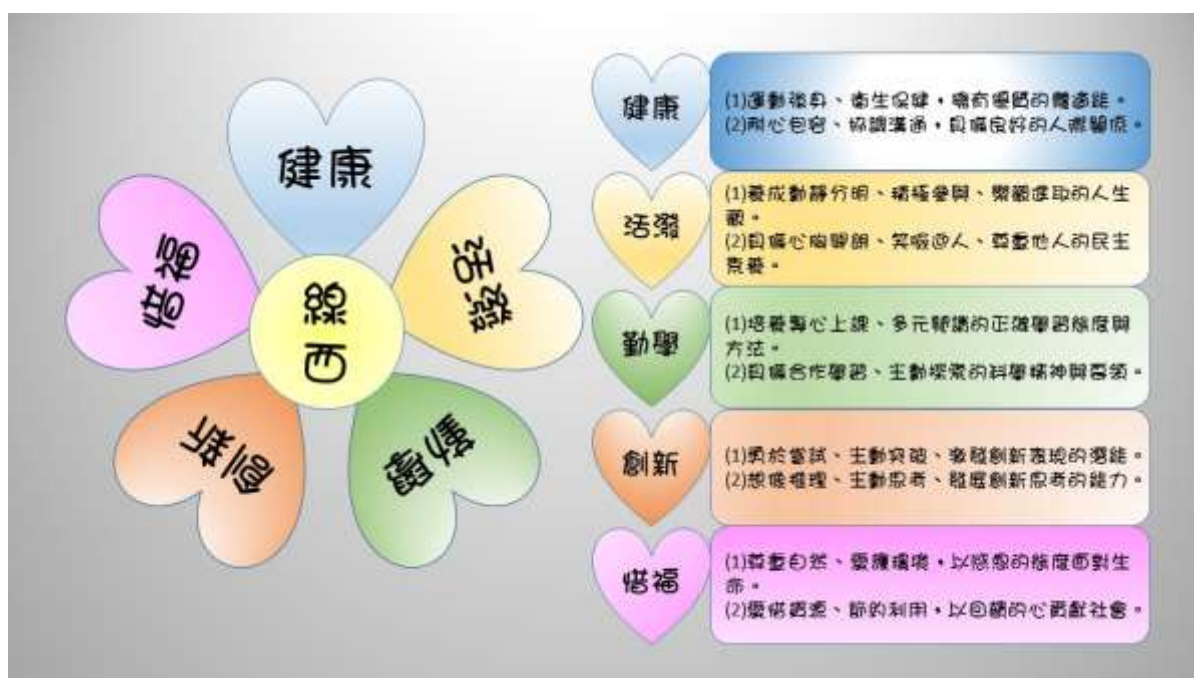 健康
活潑
勤學
創新
惜福
線西
健康
(1)運動強身、衛生保健，擁有優質的體適能。
(2)耐心包容、協調溝通，具備良好的人際關係。
活潑
(1)養成動靜分明、積極參與、樂觀進取的人生
觀。
(2)具備心胸開朗、笑臉迎人、尊重他人的民主
素養。
勤學
(1)培養專心上課、多元閱讀的正確學習態度與
方法。
(2)具備合作學習、主動探索的科學精神與要領。
創新
(1)勇於嘗試、主動突破、激發創新表現的潛能。
(2)想像推理、主動思考、發展創新思考的能力。
惜福
(1)尊重自然、愛護環境，以感恩的態度面對生
命。
(2)愛惜資源、節約利用，以回饋的心貢獻社會。